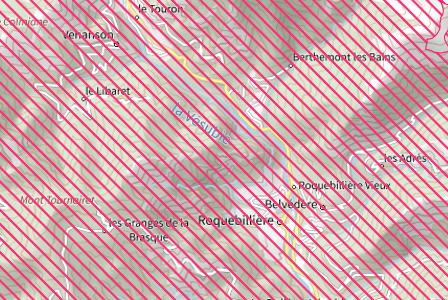 le Touron
Colmiane
Venanson
Berthemont les Bains
le Libaret
la Vésubie
les Adrès
Roquebillière Vieux
Mont Tournairet
Belvédère
Roquebillière
les Granges de la
Brasque